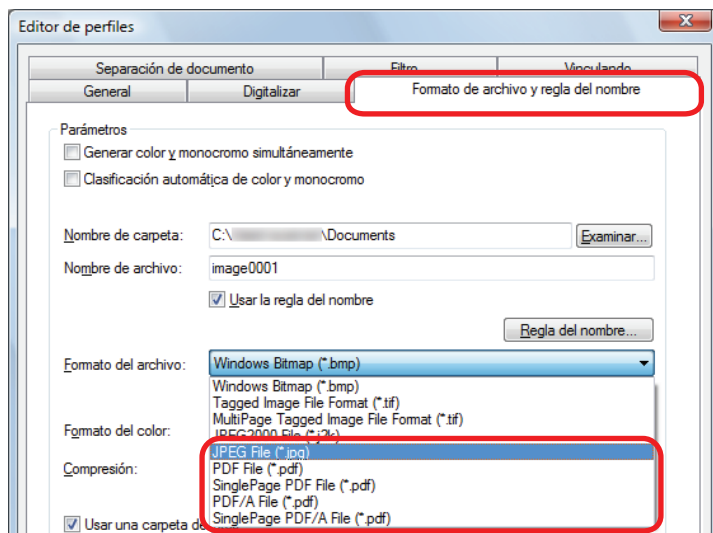 Editor de perfiles
Separación de documento Filtro Vinculando
General Digitalizar Formato de archivo y regla del nombre
Parámetros
Generar color y monocromo simultáneamente
Clasificación automática de color y monocromo
Nombre de carpeta: C:\ \Documents Examinar...
Nombre de archivo: image0001
Usar la regla del nombre
Regla del nombre...
Formato del archivo: Windows Bitmap (*.bmp)
Windows Bitmap (*.bmp)
Tagged Image File Format (*.tif)
MultiPage Tagged Image File Format (*.tif)
Formato del color: JPEG2000 File (*.j2k)
JPEG File (*.jpg)
Compresión: PDF File (*.pdf)
SinglePage PDF File (*.pdf)
PDF/A File (*.pdf)
Usar una carpeta SinglePage PDF/A File (*.pdf)